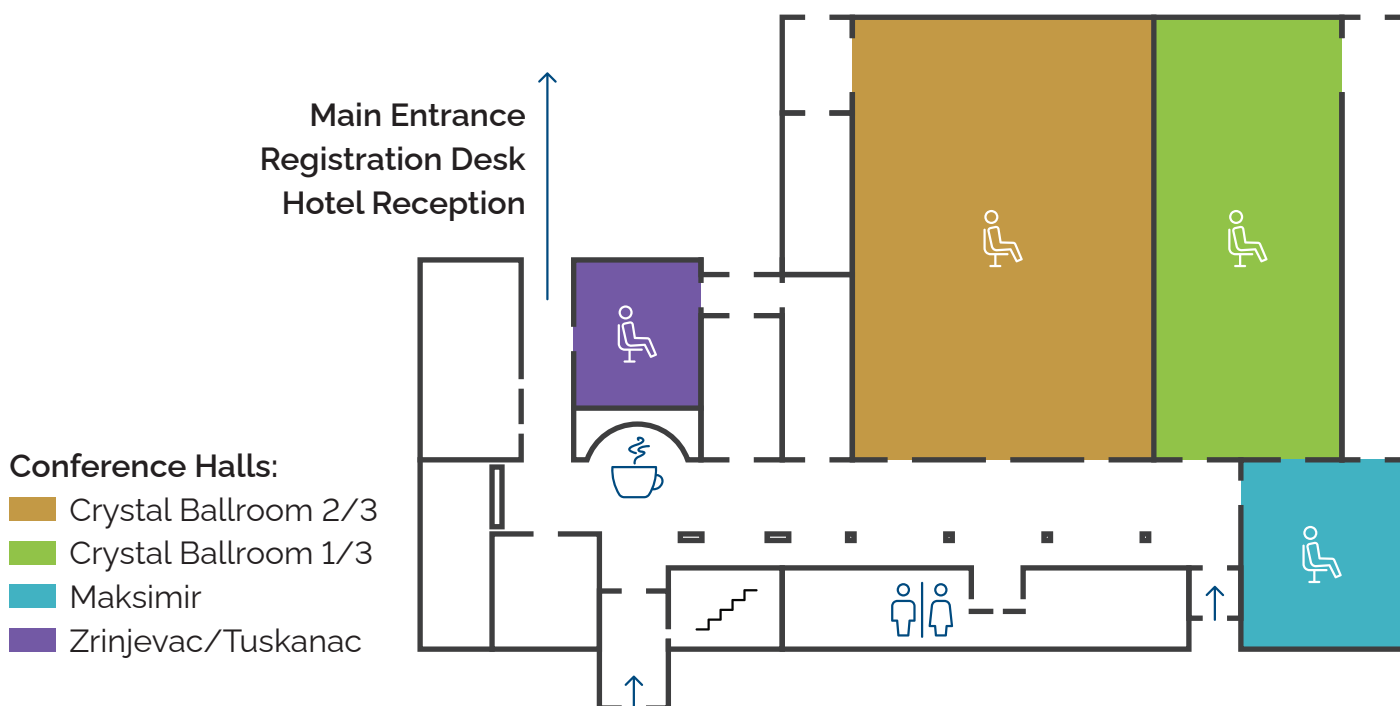 Main Entrance
Registration Desk
Hotel Reception
Conference Halls:
Crystal Ballroom 2/3
Crystal Ballroom 1/3
Maksimir
Zrinjevac/Tuskanac